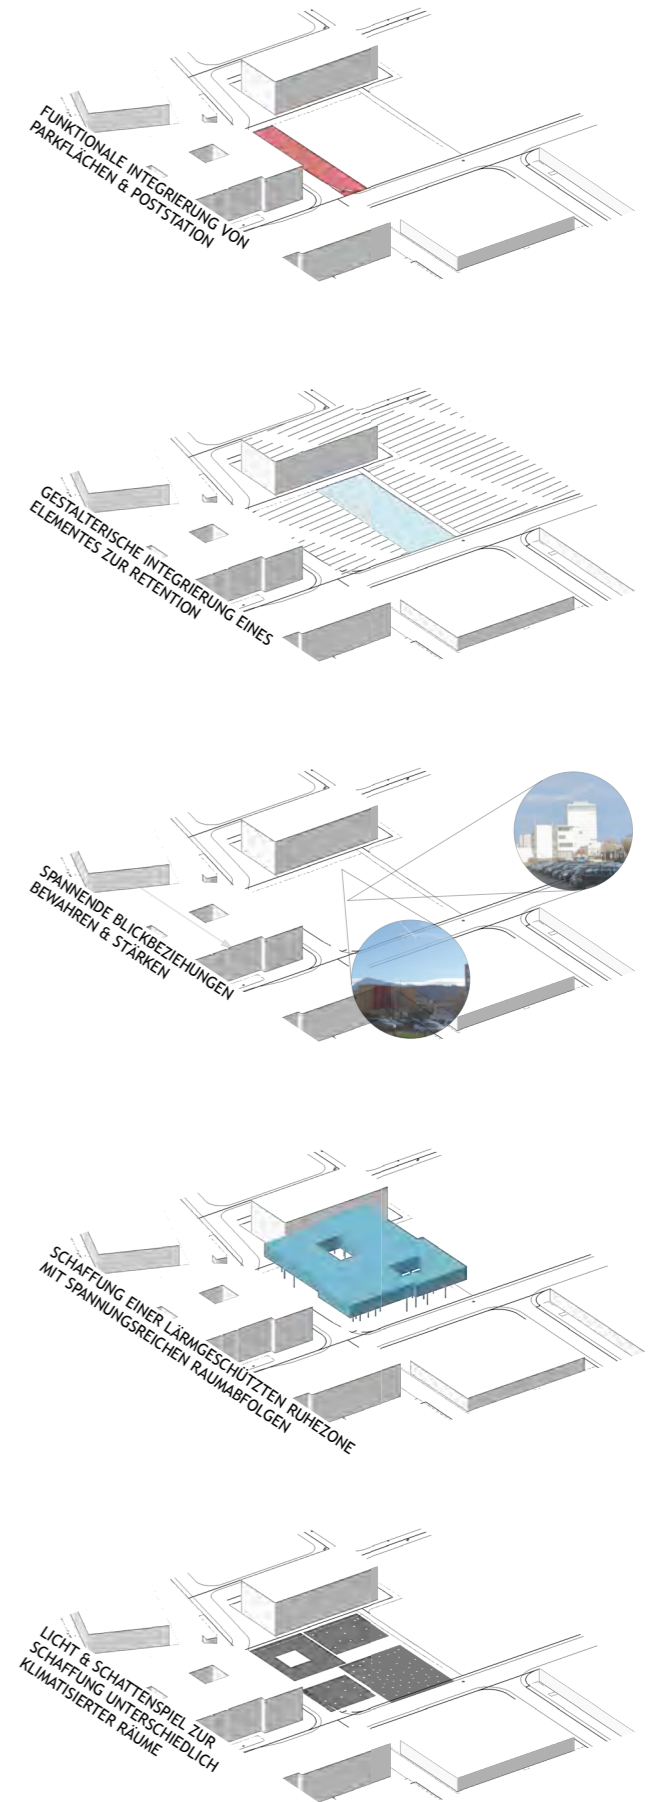 FUNKTIONALE INTEGRIERUNG VON
PARKFLÄCHEN & POSTSTATION
GESTALTERISCHE INTEGRIERUNG EINES
ELEMENTES ZUR RETENTION
SPANNENDE BLICKBEZIEHUNGEN
BEWAHREN & STÄRKEN
SCHAFFUNG EINER LÄRMGESCHÜTZTEN RUHEZONE
MIT SPANNUNGSREICHEN RAUMABFOLGEN
LICHT & SCHATTENSPIEL ZUR
SCHAFFUNG UNTERSCHIEDLICH
KLIMATISIERTER RÄUME